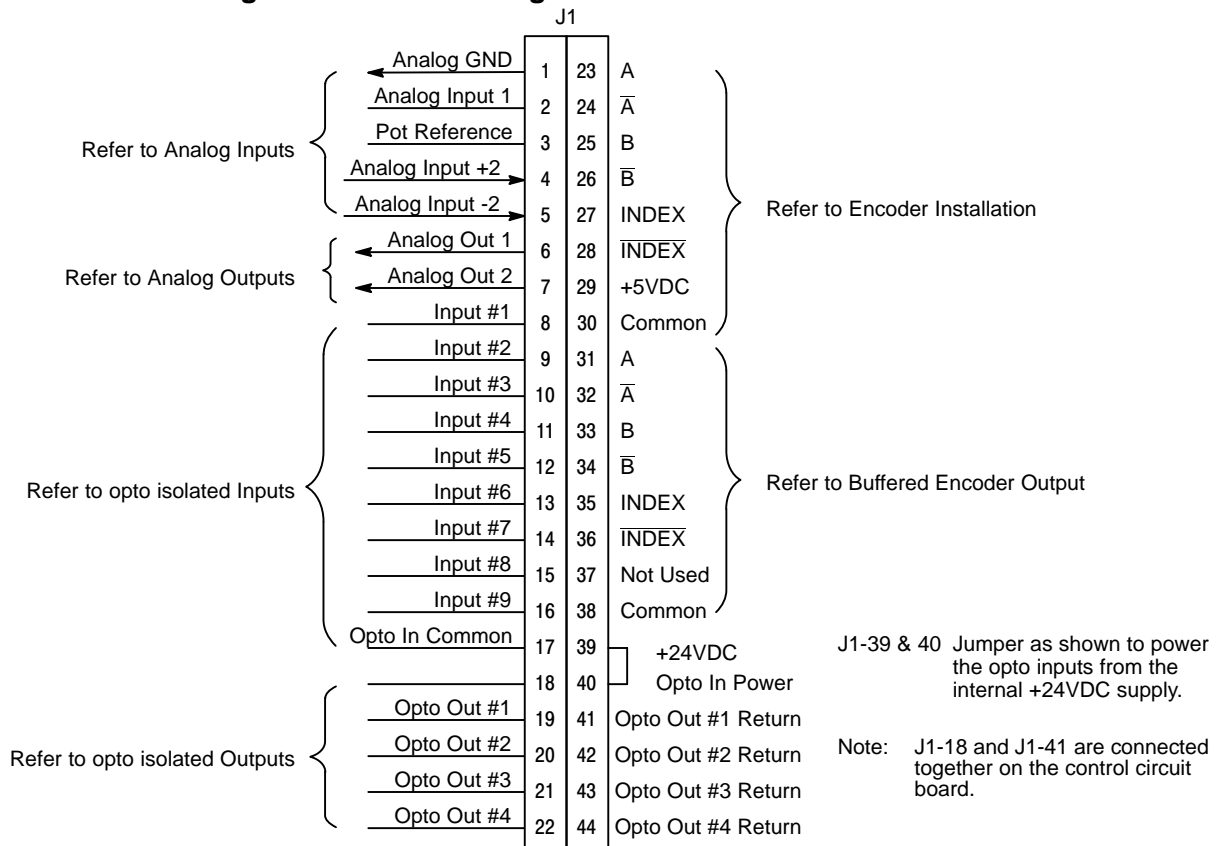 J1
Analog GND 1 23 A
Analog Input 1 2 24 A̅
Pot Reference 3 25 B
Analog Input +2 4 26 B̅
Analog Input -2 5 27 INDEX
Analog Out 1 6 28 I̅N̅D̅E̅X̅
Analog Out 2 7 29 +5VDC
Input #1 8 30 Common
Input #2 9 31 A
Input #3 10 32 A̅
Input #4 11 33 B
Input #5 12 34 B̅
Input #6 13 35 INDEX
Input #7 14 36 I̅N̅D̅E̅X̅
Input #8 15 37 Not Used
Input #9 16 38 Common
Opto In Common 17 39 +24VDC
18 40 Opto In Power
Opto Out #1 19 41 Opto Out #1 Return
Opto Out #2 20 42 Opto Out #2 Return
Opto Out #3 21 43 Opto Out #3 Return
Opto Out #4 22 44 Opto Out #4 Return
Refer to Analog Inputs
Refer to Analog Outputs
Refer to opto isolated Inputs
Refer to opto isolated Outputs
Refer to Encoder Installation
Refer to Buffered Encoder Output
J1-39 & 40 Jumper as shown to power
the opto inputs from the
internal +24VDC supply.
Note: J1-18 and J1-41 are connected
together on the control circuit
board.